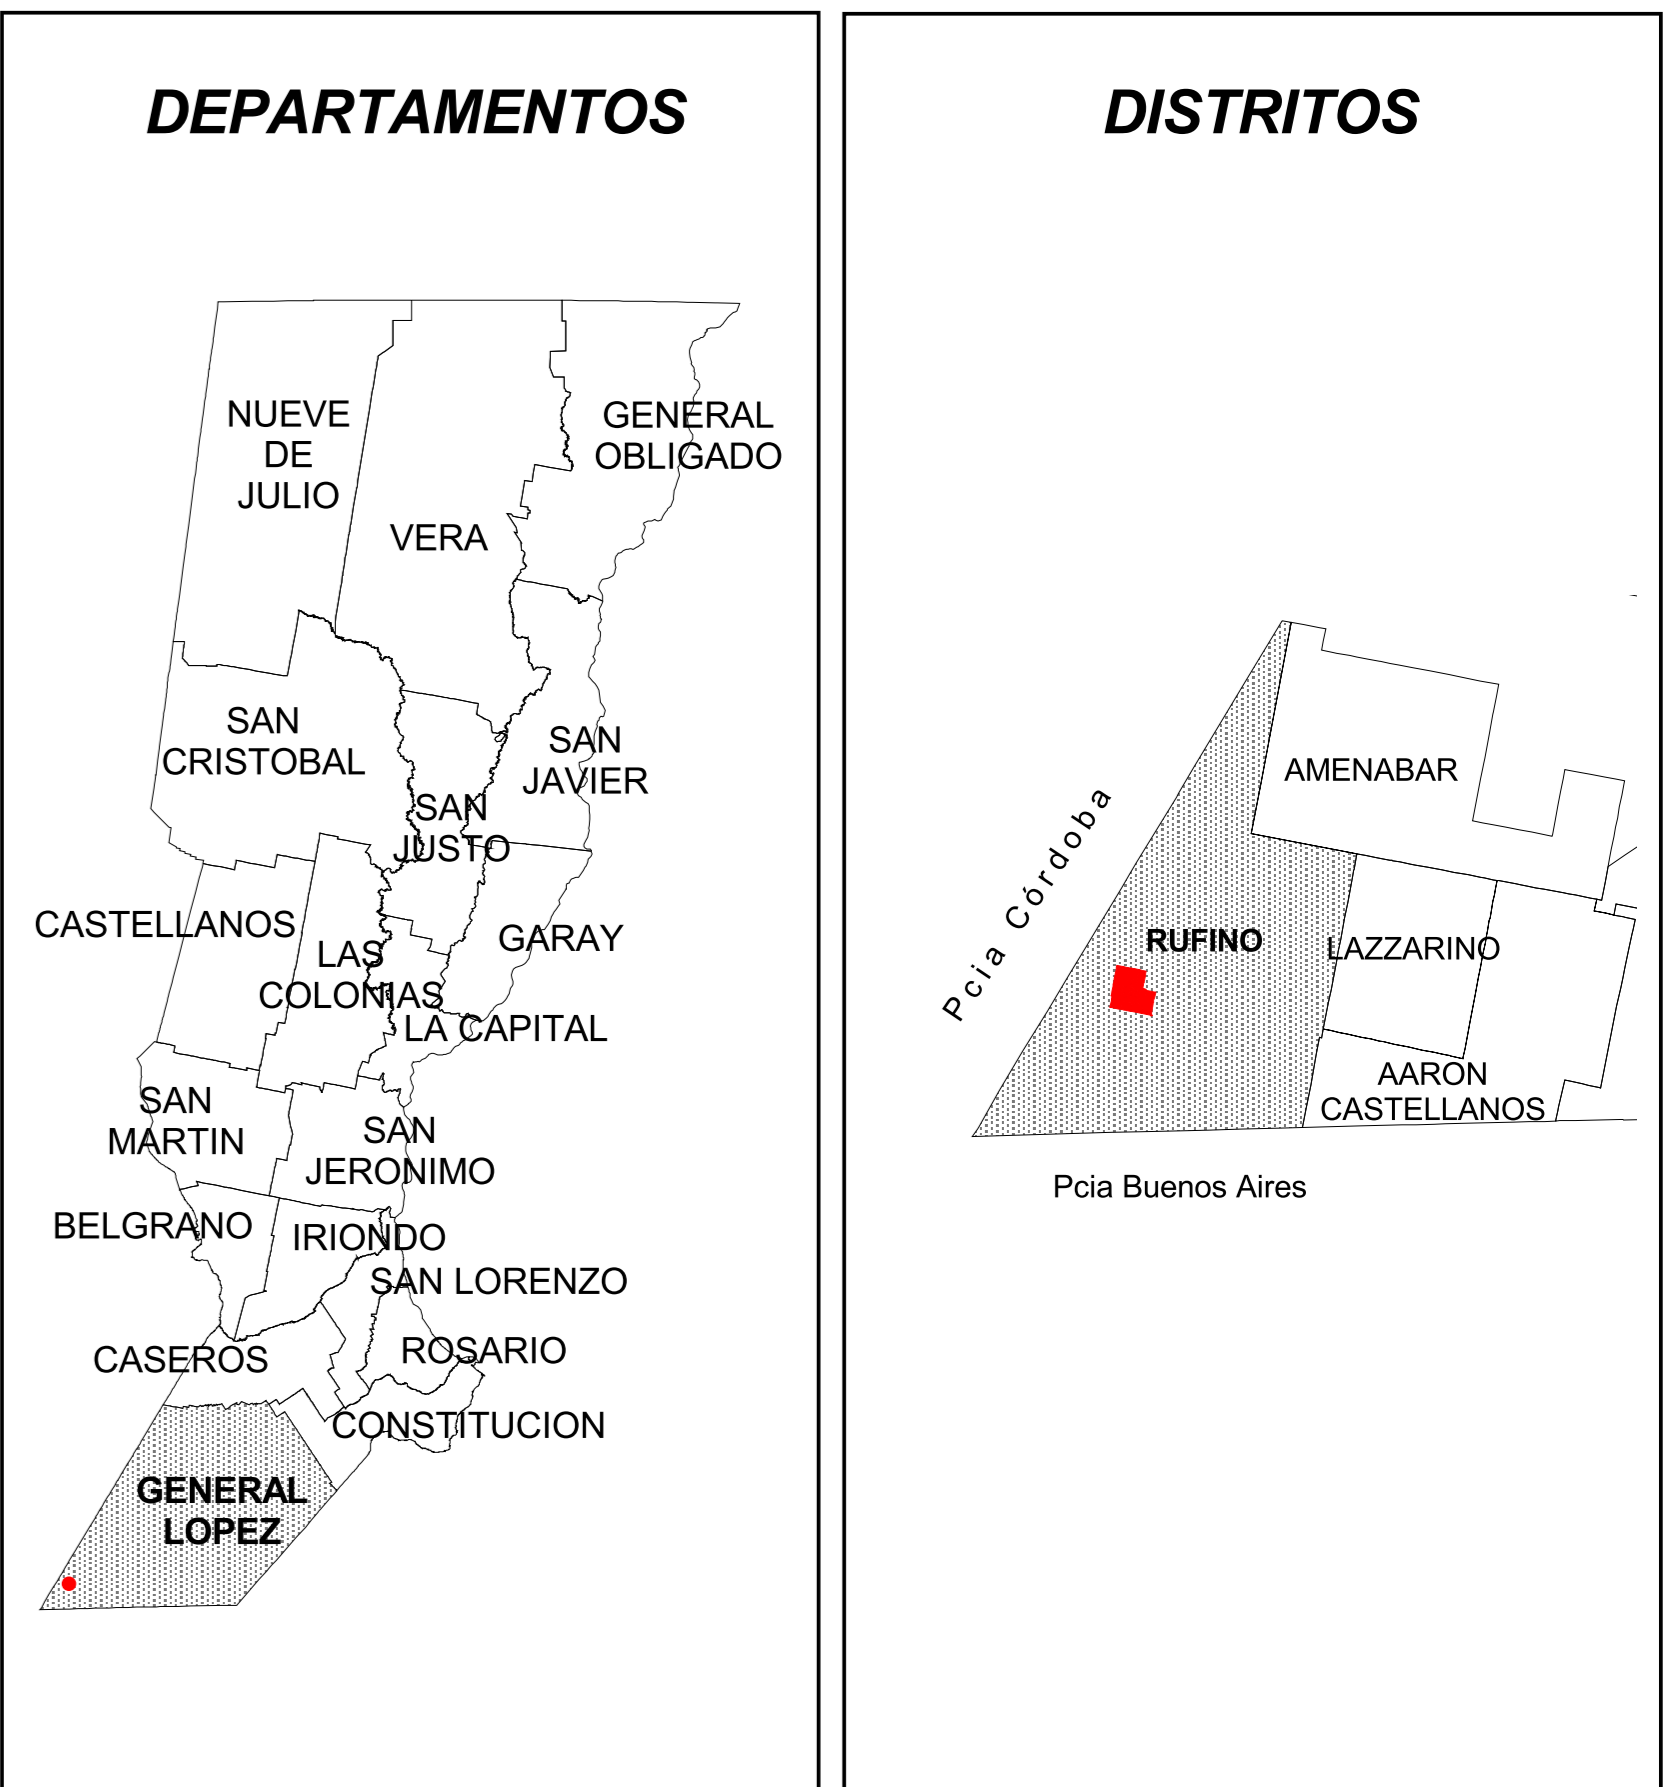 DEPARTAMENTOS
NUEVE
DE
JULIO
GENERAL
OBLIGADO
VERA
SAN
CRISTOBAL
SAN
JAVIER
SAN
JUSTO
CASTELLANOS
LAS
COLONIAS
GARAY
LA CAPITAL
SAN
MARTIN
SAN
JERONIMO
BELGRANO
IRIONDO
SAN LORENZO
CASEROS
ROSARIO
CONSTITUCION
GENERAL
LOPEZ
DISTRITOS
AMENABAR
Pcia Córdoba
RUFINO
LAZZARINO
AARON
CASTELLANOS
Pcia Buenos Aires